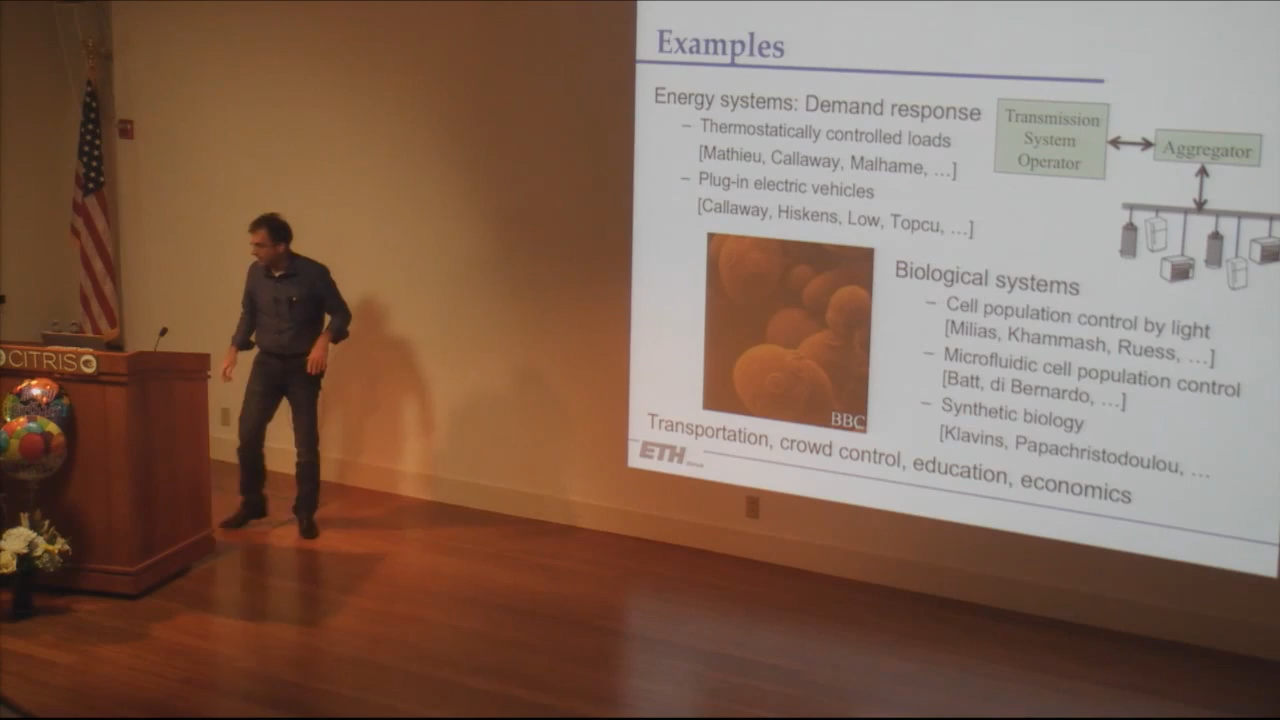 Examples
Energy systems: Demand response
– Thermostatically controlled loads
[Mathieu, Callaway, Malhame, …]
– Plug-in electric vehicles
[Callaway, Hiskens, Low, Topcu, …]
Transmission
System
Operator
Aggregator
BBC
Biological systems
– Cell population control by light
[Milias, Khammash, Ruess, …]
– Microfluidic cell population control
[Batt, di Bernardo, …]
– Synthetic biology
[Klavins, Papachristodoulou, …
Transportation, crowd control, education, economics
ETH
CITRIS